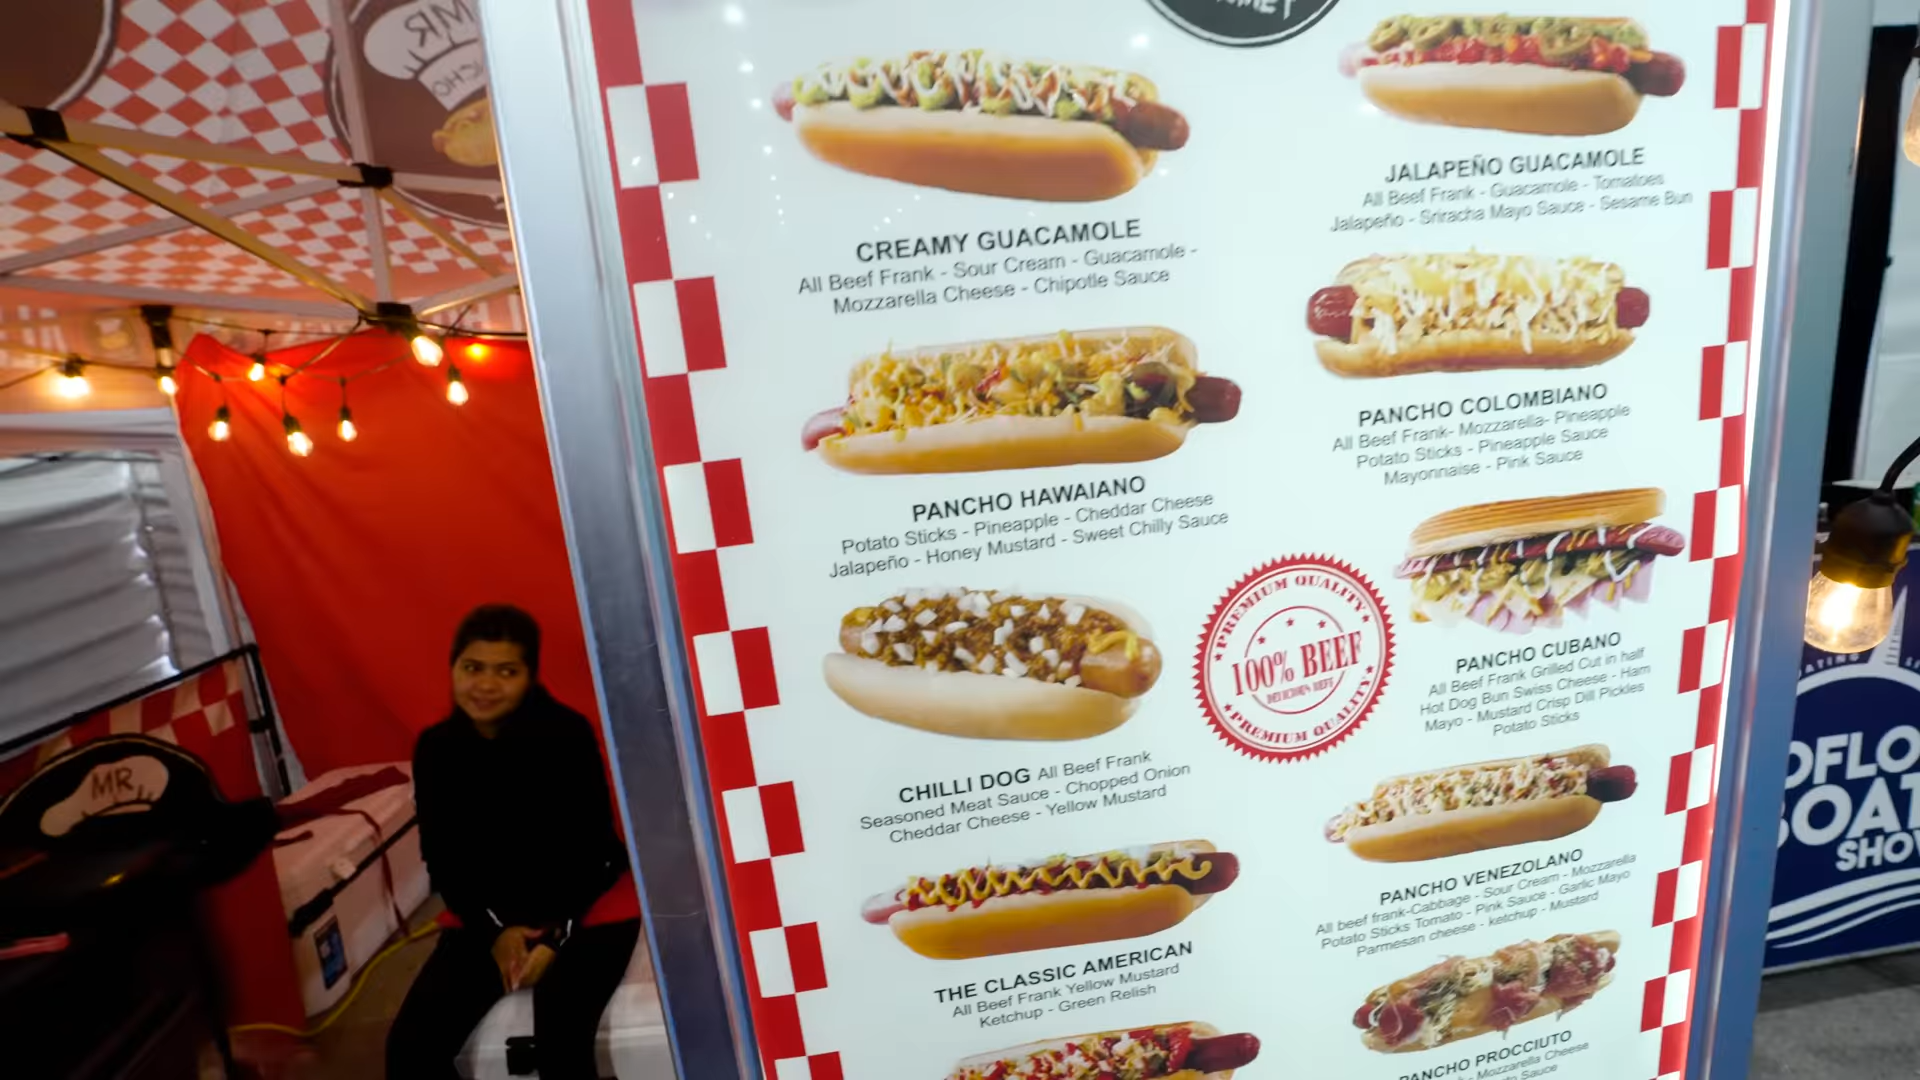 CREAMY GUACAMOLE
All Beef Frank - Sour Cream - Guacamole -
Mozzarella Cheese - Chipotle Sauce
PANCHO HAWAIANO
Potato Sticks - Pineapple - Cheddar Cheese
Jalapeño - Honey Mustard - Sweet Chilly Sauce
CHILLI DOG All Beef Frank
Seasoned Meat Sauce - Chopped Onion
Cheddar Cheese - Yellow Mustard
THE CLASSIC AMERICAN
All Beef Frank Yellow Mustard
Ketchup - Green Relish
JALAPEÑO GUACAMOLE
All Beef Frank - Guacamole - Tomatoes
Jalapeño - Sriracha Mayo Sauce - Sesame Bun
PANCHO COLOMBIANO
All Beef Frank- Mozzarella- Pineapple
Potato Sticks - Pineapple Sauce
Mayonnaise - Pink Sauce
PREMIUM QUALITY
100% BEEF
PREMIUM QUALITY
PANCHO CUBANO
All Beef Frank Grilled Cut in half
Hot Dog Bun Swiss Cheese - Ham
Mayo - Mustard Crisp Dill Pickles
Potato Sticks
PANCHO VENEZOLANO
All beef frank-Cabbage - Sour Cream - Mozzarella
Potato Sticks Tomato - Pink Sauce - Garlic Mayo
Parmesan cheese - ketchup - Mustard
PANCHO PROCCIUTO
Mozzarella Cheese
Sauce
MR
MR
BOAT
SHOW